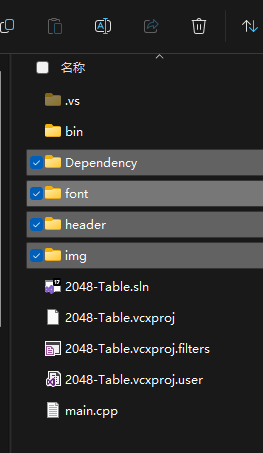 名称
.vs
bin
Dependency
font
header
img
2048-Table.sln
2048-Table.vcxproj
2048-Table.vcxproj.filters
2048-Table.vcxproj.user
main.cpp